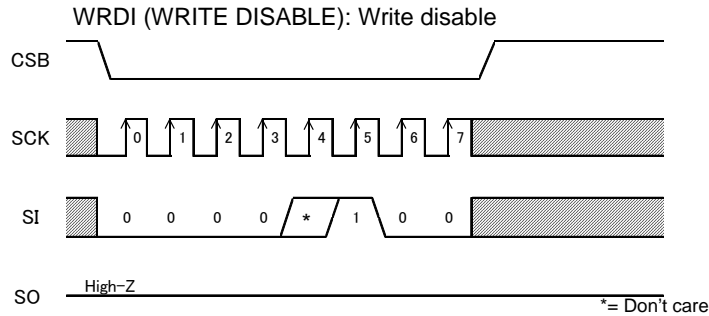 WRDI (WRITE DISABLE): Write disable
CSB
SCK 0 1 2 3 4 5 6 7
SI 0 0 0 0 * 1 0 0
High-Z
SO
*= Don't care